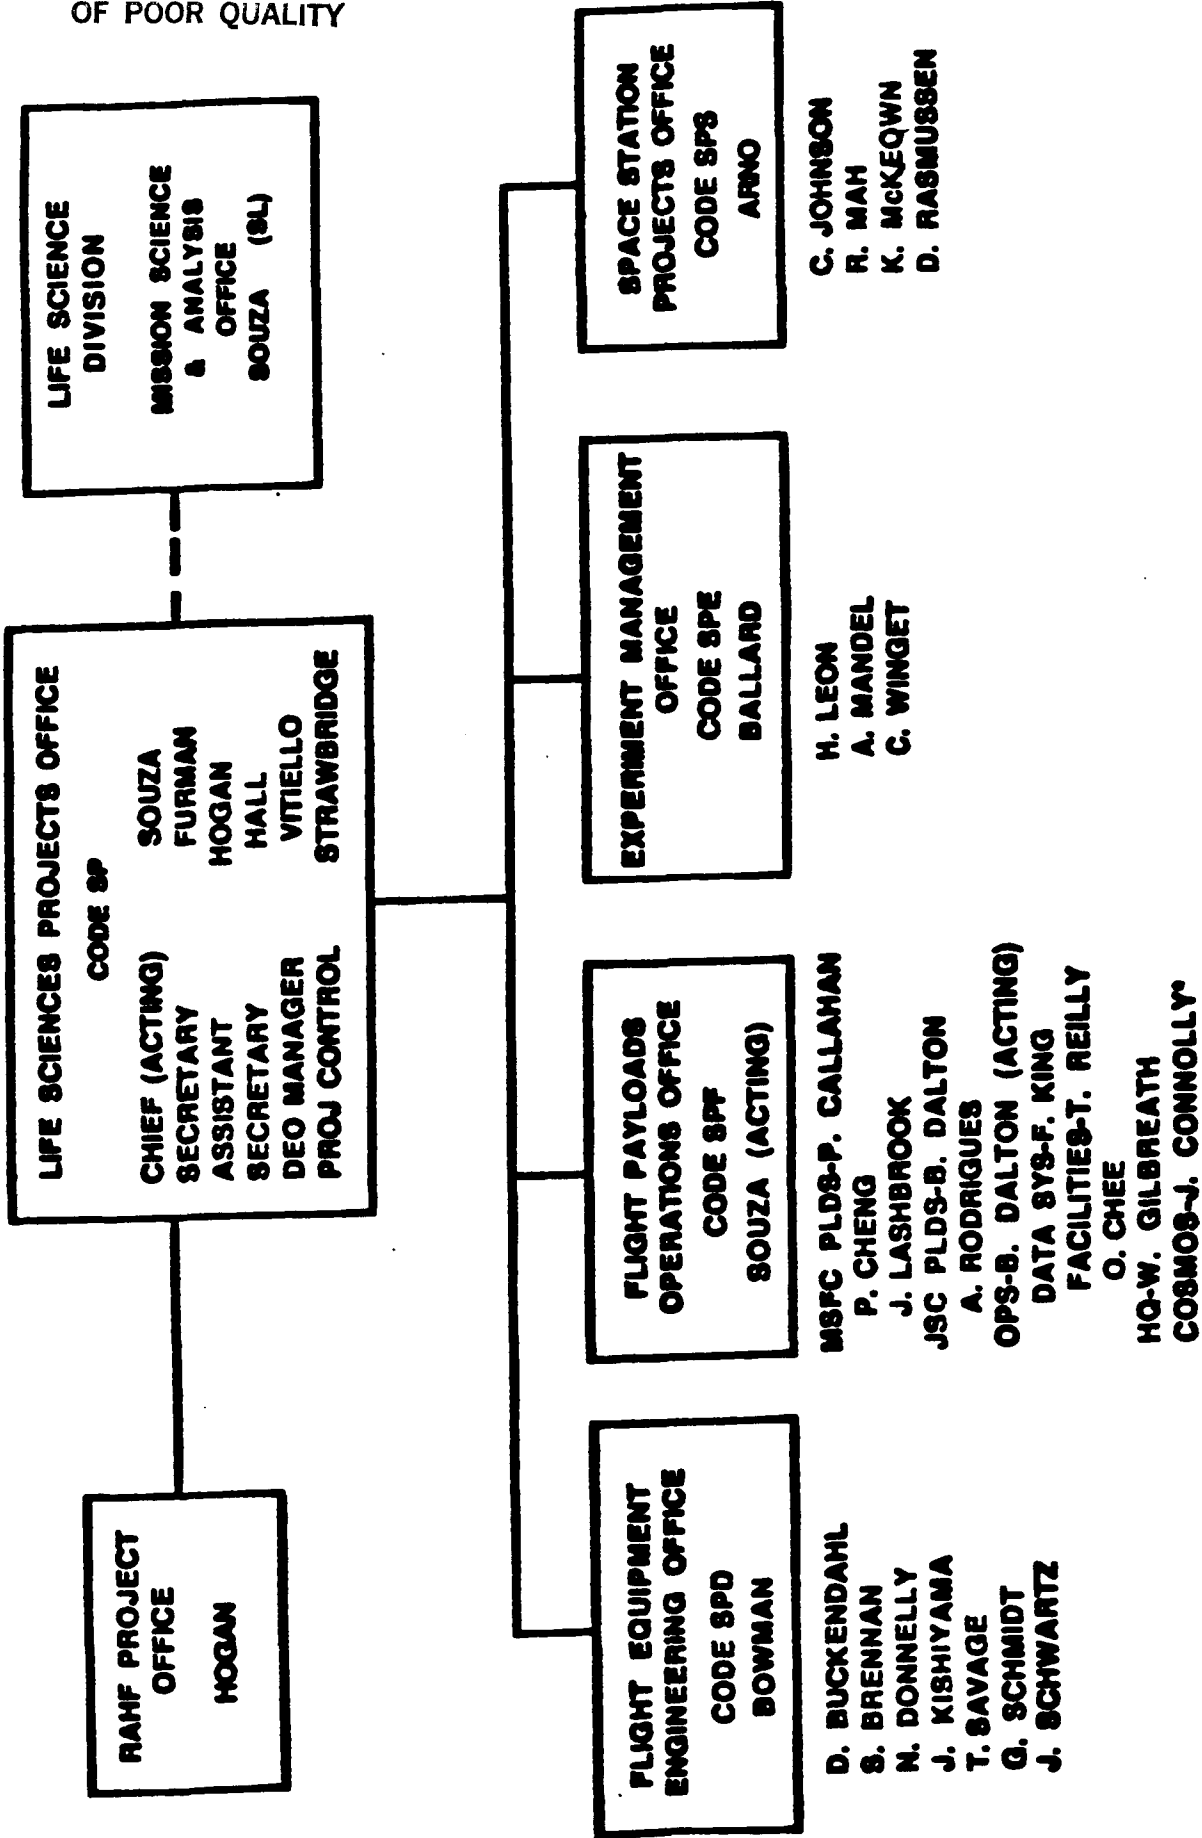 OF POOR QUALITY
LIFE SCIENCES PROJECTS OFFICE
CODE SP
CHIEF (ACTING) SOUZA
SECRETARY FURMAN
ASSISTANT HOGAN
SECRETARY HALL
DEO MANAGER VITIELLO
PROJ CONTROL STRAWBRIDGE
RAHF PROJECT
OFFICE
HOGAN
LIFE SCIENCE
DIVISION
MISSION SCIENCE
& ANALYSIS
OFFICE
SOUZA (SL)
FLIGHT EQUIPMENT
ENGINEERING OFFICE
CODE SPD
BOWMAN
D. BUCKENDAHL
S. BRENNAN
N. DONNELLY
J. KISHIYAMA
T. SAVAGE
G. SCHMIDT
J. SCHWARTZ
FLIGHT PAYLOADS
OPERATIONS OFFICE
CODE SPF
SOUZA (ACTING)
MSFC PLDS-P. CALLAHAN
P. CHENG
J. LASHBROOK
JSC PLDS-B. DALTON
A. RODRIGUES
OPS-B. DALTON (ACTING)
DATA SYS-F. KING
FACILITIES-T. REILLY
O. CHEE
HQ-W. GILBREATH
COSMOS-J. CONNOLLY*
EXPERIMENT MANAGEMENT
OFFICE
CODE SPE
BALLARD
H. LEON
A. MANDEL
C. WINGET
SPACE STATION
PROJECTS OFFICE
CODE SPS
ARNO
C. JOHNSON
R. MAH
K. McKEQWN
D. RASMUSSEN